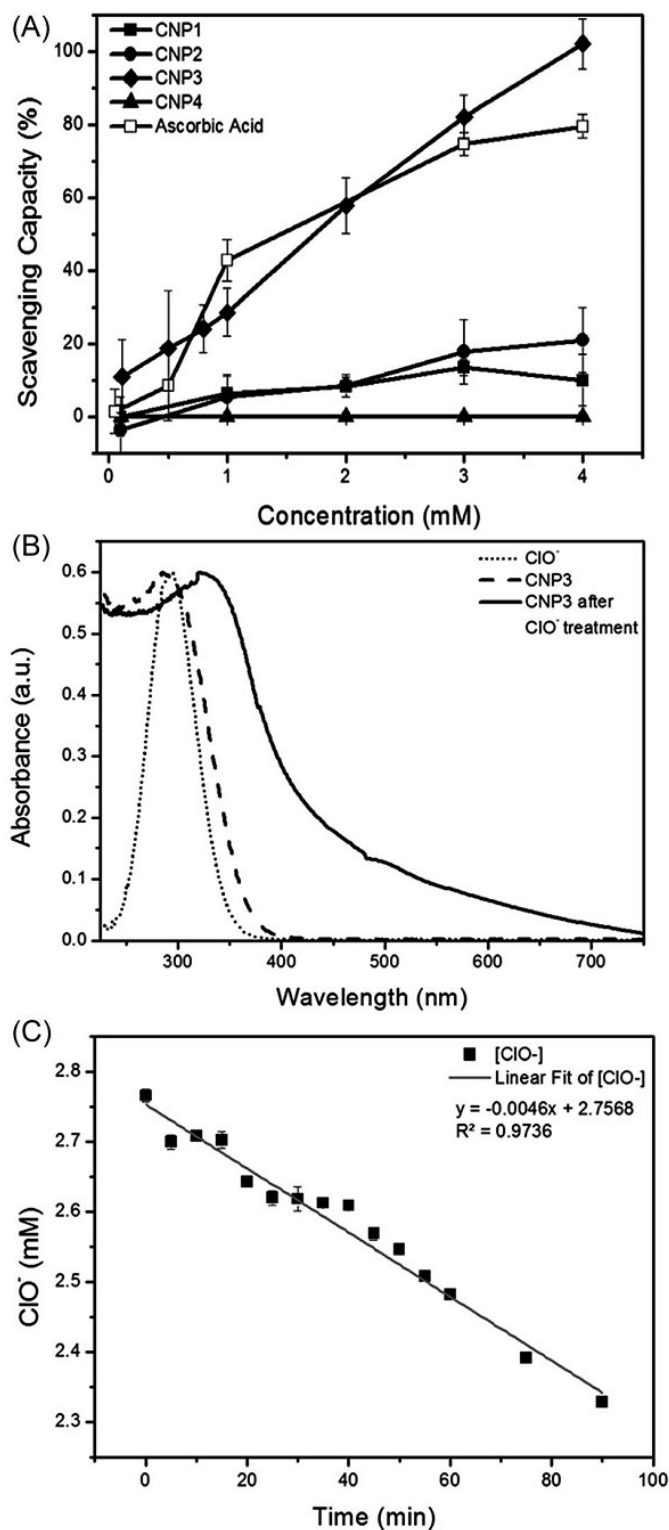 (A)
CNP1
CNP2
CNP3
CNP4
Ascorbic Acid
100
80
60
40
20
0
Scavenging Capacity (%)
0 1 2 3 4
Concentration (mM)
(B)
ClO⁻
CNP3
CNP3 after
ClO⁻ treatment
0.6
0.5
0.4
0.3
0.2
0.1
0.0
Absorbance (a.u.)
300 400 500 600 700
Wavelength (nm)
(C)
[ClO-]
Linear Fit of [ClO-]
y = -0.0046x + 2.7568
R² = 0.9736
2.8
2.7
2.6
2.5
2.4
2.3
ClO⁻ (mM)
0 20 40 60 80 100
Time (min)